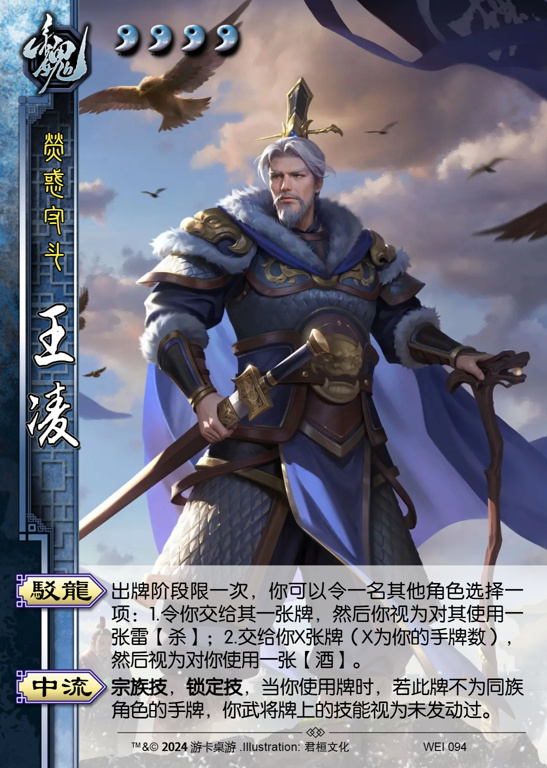 魏
熒惑守斗
王凌
駁龍
出牌阶段限一次，你可以令一名其他角色选择一
项：1.令你交给其一张牌，然后你视为对其使用一
张雷【杀】；2.交给你X张牌（X为你的手牌数），
然后视为对你使用一张【酒】。
中流
宗族技，锁定技，当你使用牌时，若此牌不为同族
角色的手牌，你武将牌上的技能视为未发动过。
™&© 2024 游卡桌游 .Illustration: 君桓文化
WEI 094